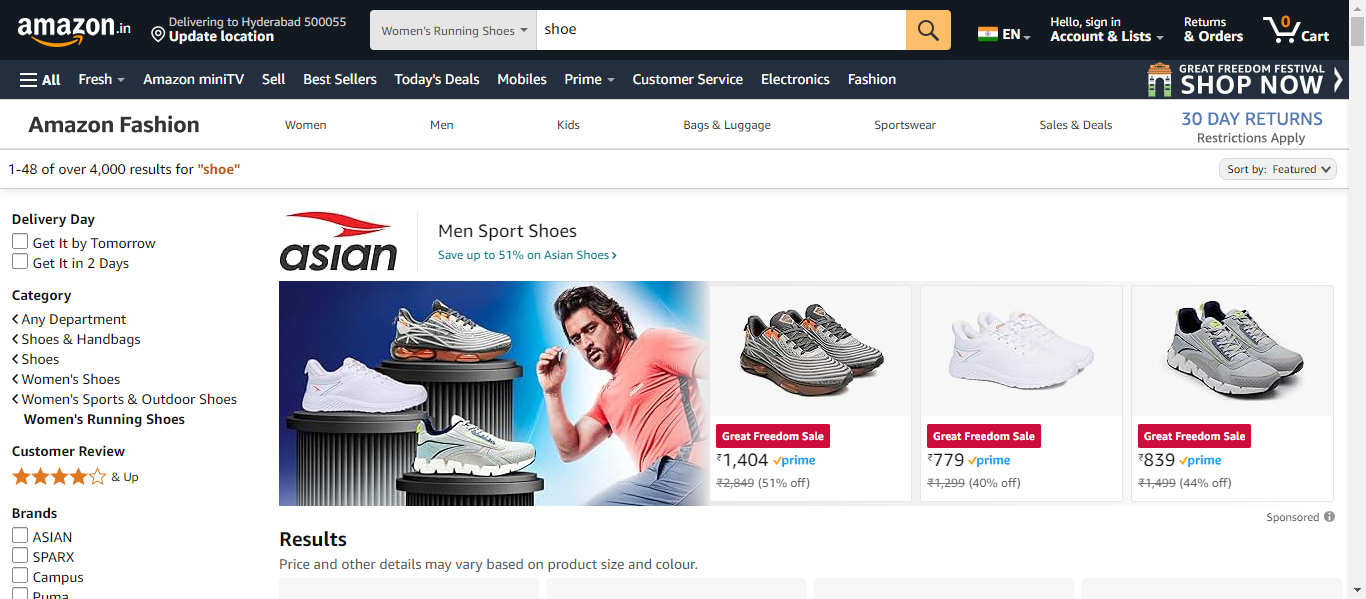 amazon.in
Delivering to Hyderabad 500055
Update location
Women's Running Shoes
shoe
EN
Hello, sign in
Account & Lists
Returns
& Orders
0
Cart
All
Fresh
Amazon miniTV
Sell
Best Sellers
Today's Deals
Mobiles
Prime
Customer Service
Electronics
Fashion
GREAT FREEDOM FESTIVAL
SHOP NOW
Amazon Fashion
Women
Men
Kids
Bags & Luggage
Sportswear
Sales & Deals
30 DAY RETURNS
Restrictions Apply
1-48 of over 4,000 results for "shoe"
Sort by: Featured
Delivery Day
Get It by Tomorrow
Get It in 2 Days
Category
Any Department
Shoes & Handbags
Shoes
Women's Shoes
Women's Sports & Outdoor Shoes
Women's Running Shoes
Customer Review
& Up
Brands
ASIAN
SPARX
Campus
Puma
asian
Men Sport Shoes
Save up to 51% on Asian Shoes
Great Freedom Sale
₹1,404 prime
₹2,849 (51% off)
Great Freedom Sale
₹779 prime
₹1,299 (40% off)
Great Freedom Sale
₹839 prime
₹1,499 (44% off)
Sponsored
Results
Price and other details may vary based on product size and colour.